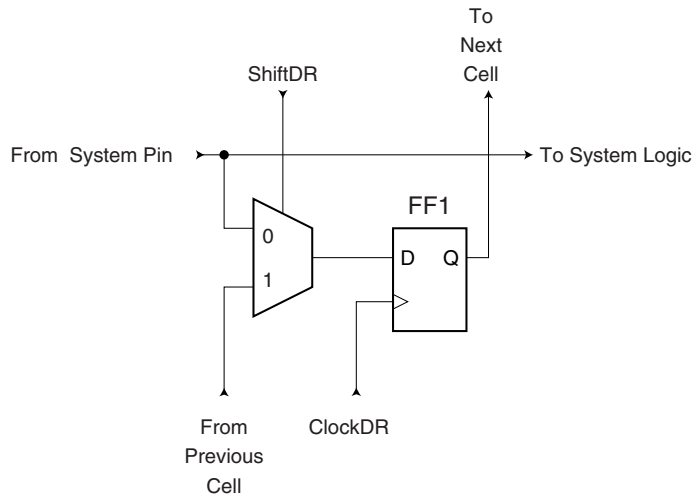 To
Next
Cell
ShiftDR
From System Pin
To System Logic
FF1
0
D Q
1
From
Previous
Cell
ClockDR